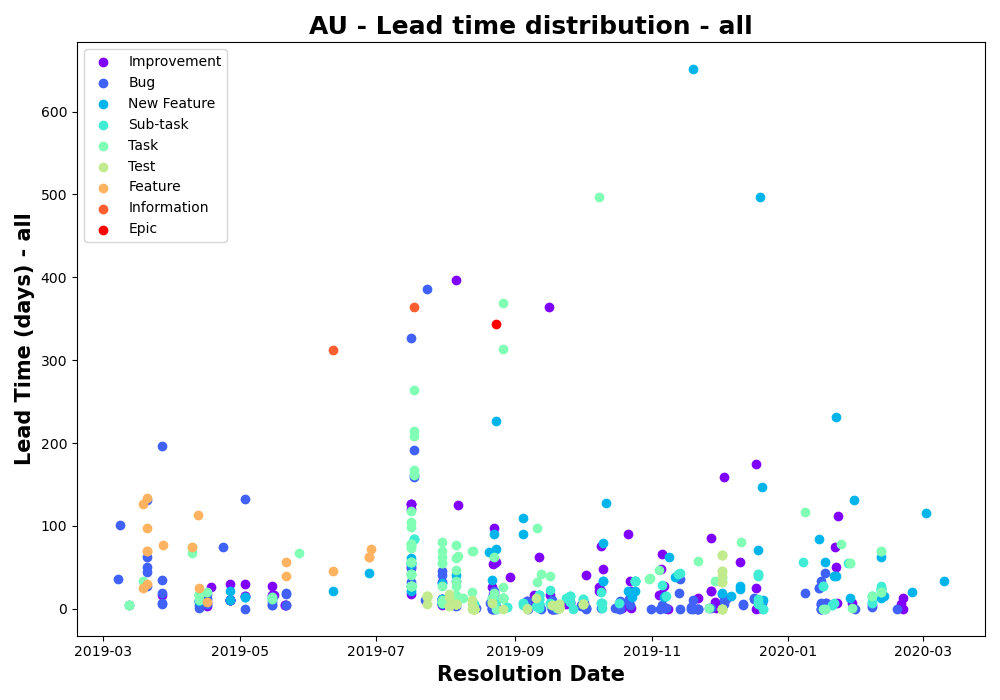 AU - Lead time distribution - all
Improvement
Bug
New Feature
Sub-task
Task
Test
Feature
Information
Epic
600
500
400
300
200
100
0
Lead Time (days) - all
2019-03 2019-05 2019-07 2019-09 2019-11 2020-01 2020-03
Resolution Date